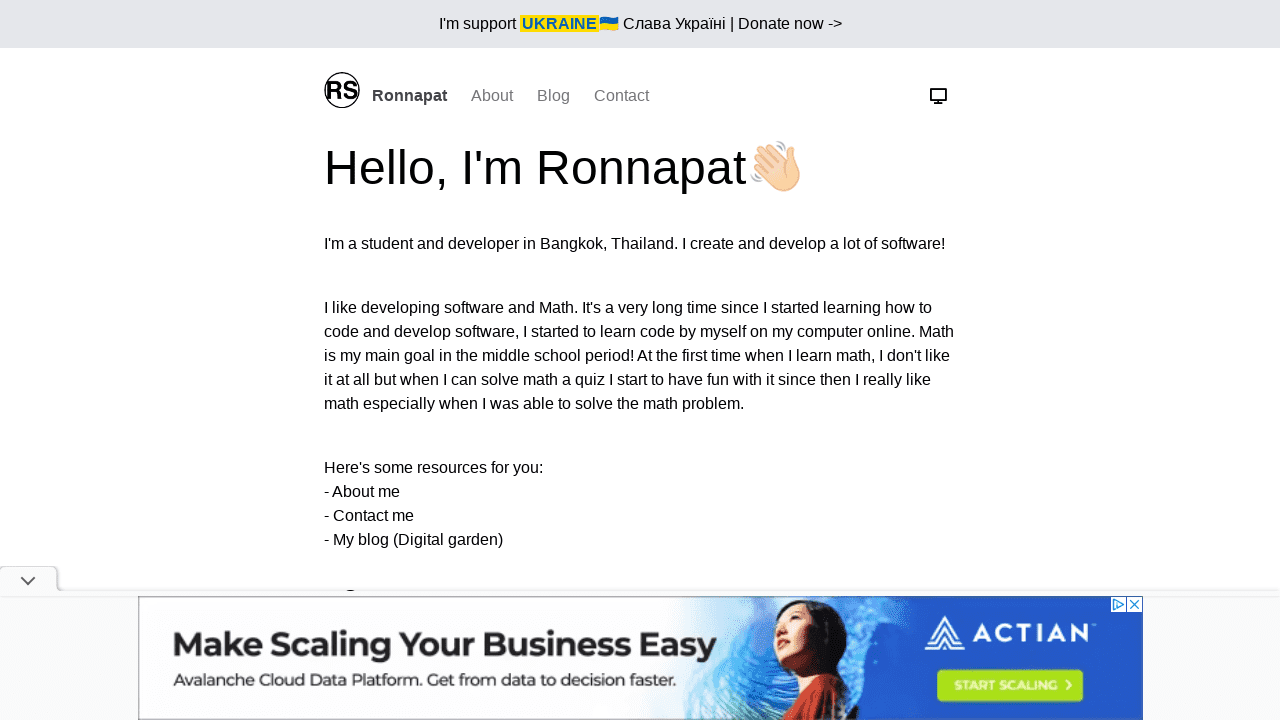 I'm support UKRAINE🇺🇦 Слава Україні | Donate now ->
RS Ronnapat About Blog Contact
Hello, I'm Ronnapat👋🏻
I'm a student and developer in Bangkok, Thailand. I create and develop a lot of software!
I like developing software and Math. It's a very long time since I started learning how to
code and develop software, I started to learn code by myself on my computer online. Math
is my main goal in the middle school period! At the first time when I learn math, I don't like
it at all but when I can solve math a quiz I start to have fun with it since then I really like
math especially when I was able to solve the math problem.
Here's some resources for you:
- About me
- Contact me
- My blog (Digital garden)
Make Scaling Your Business Easy
Avalanche Cloud Data Platform. Get from data to decision faster.
ACTIAN
START SCALING >